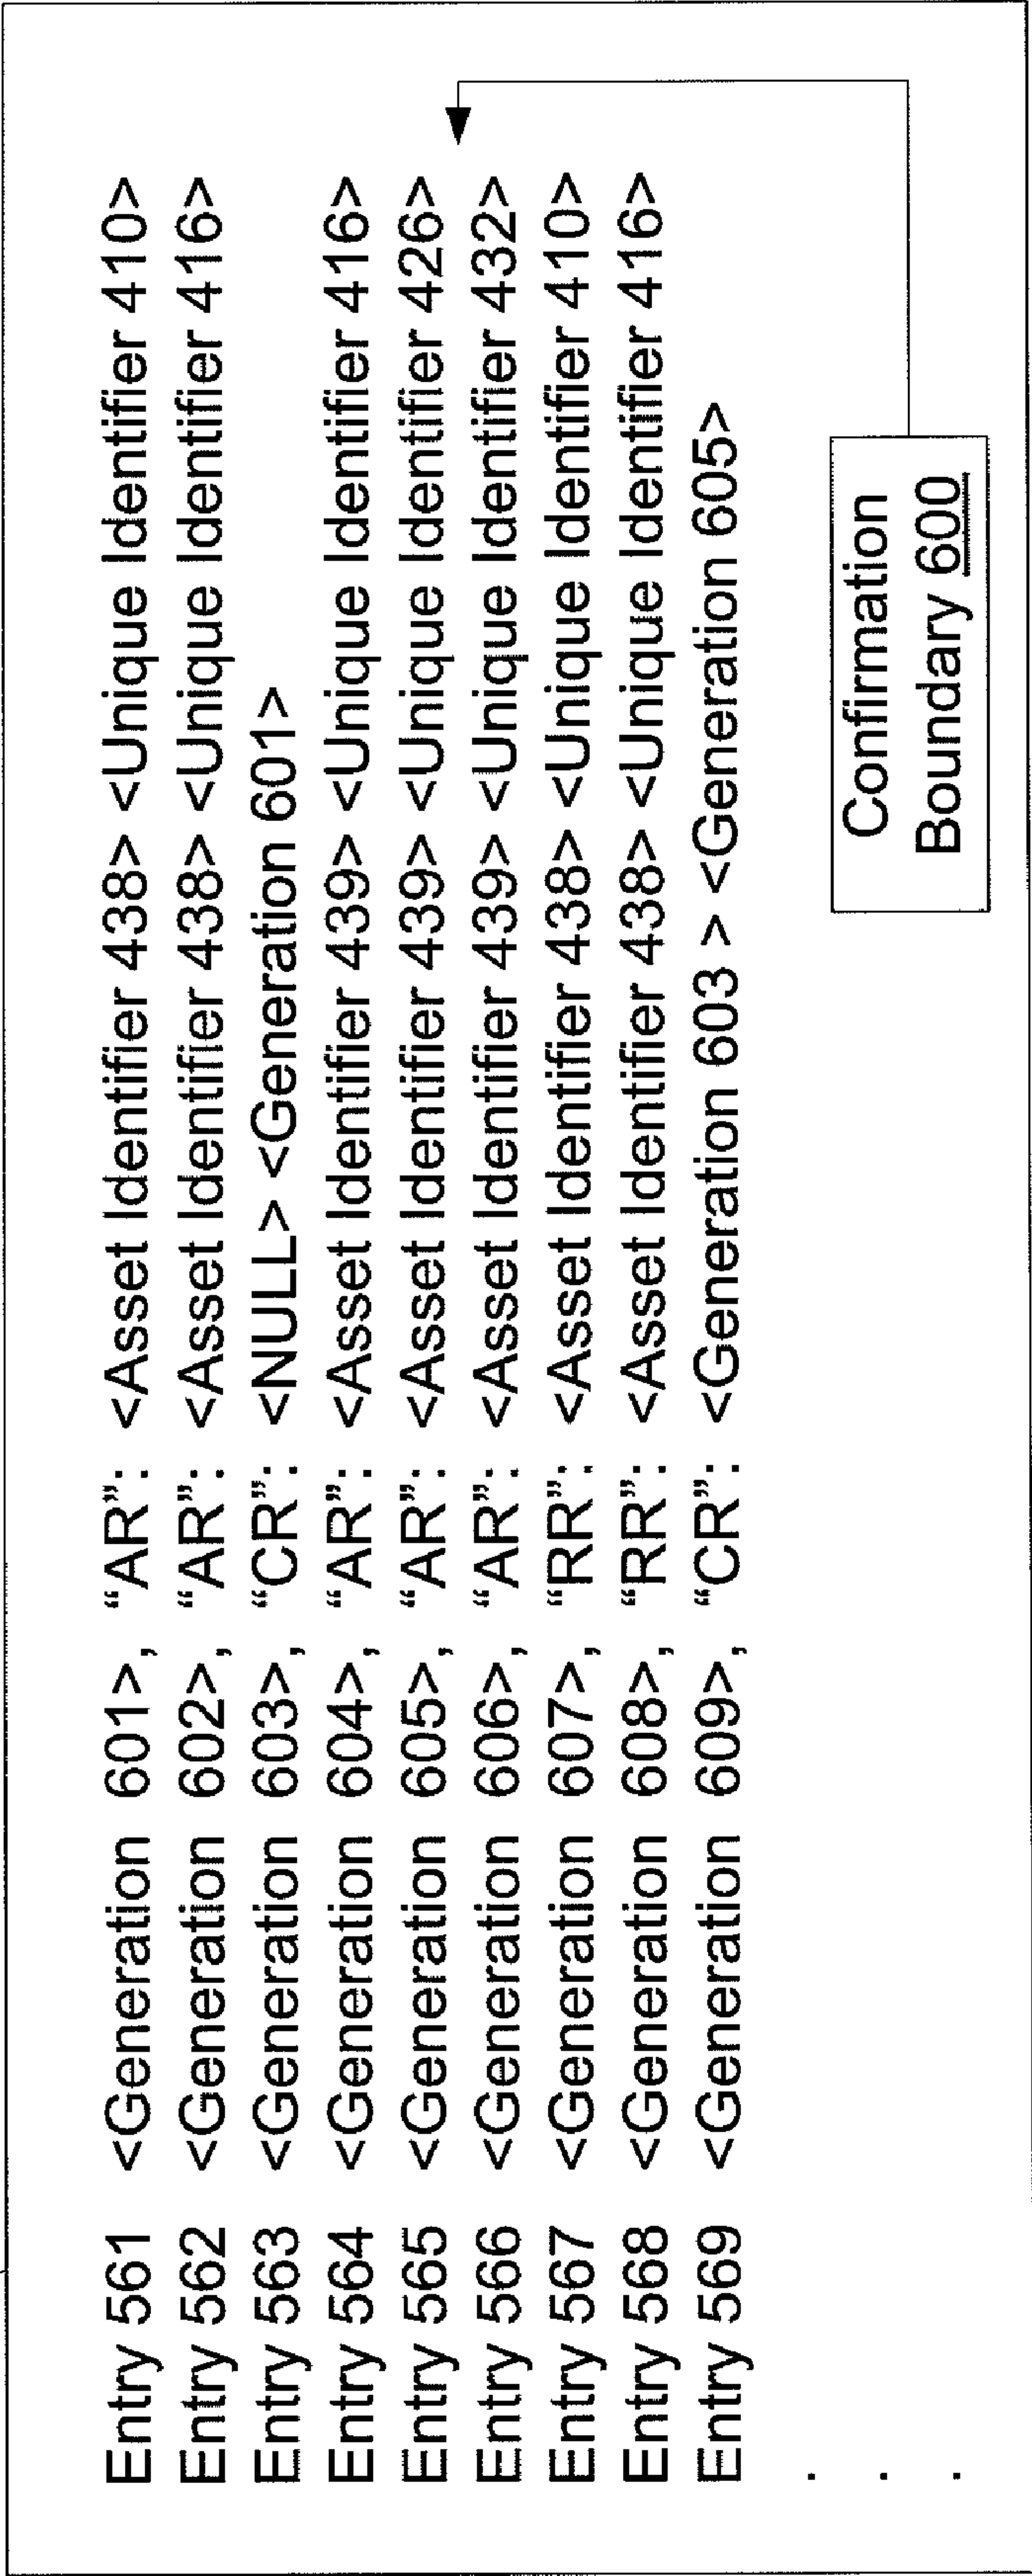 Entry 561 <Generation 601>, “AR”: <Asset Identifier 438> <Unique Identifier 410>
Entry 562 <Generation 602>, “AR”: <Asset Identifier 438> <Unique Identifier 416>
Entry 563 <Generation 603>, “CR”: <NULL> <Generation 601>
Entry 564 <Generation 604>, “AR”: <Asset Identifier 439> <Unique Identifier 416>
Entry 565 <Generation 605>, “AR”: <Asset Identifier 439> <Unique Identifier 426>
Entry 566 <Generation 606>, “AR”: <Asset Identifier 439> <Unique Identifier 432>
Entry 567 <Generation 607>, “RR”: <Asset Identifier 438> <Unique Identifier 410>
Entry 568 <Generation 608>, “RR”: <Asset Identifier 438> <Unique Identifier 416>
Entry 569 <Generation 609>, “CR”: <Generation 603 > <Generation 605>
.
.
.
Confirmation
Boundary 600